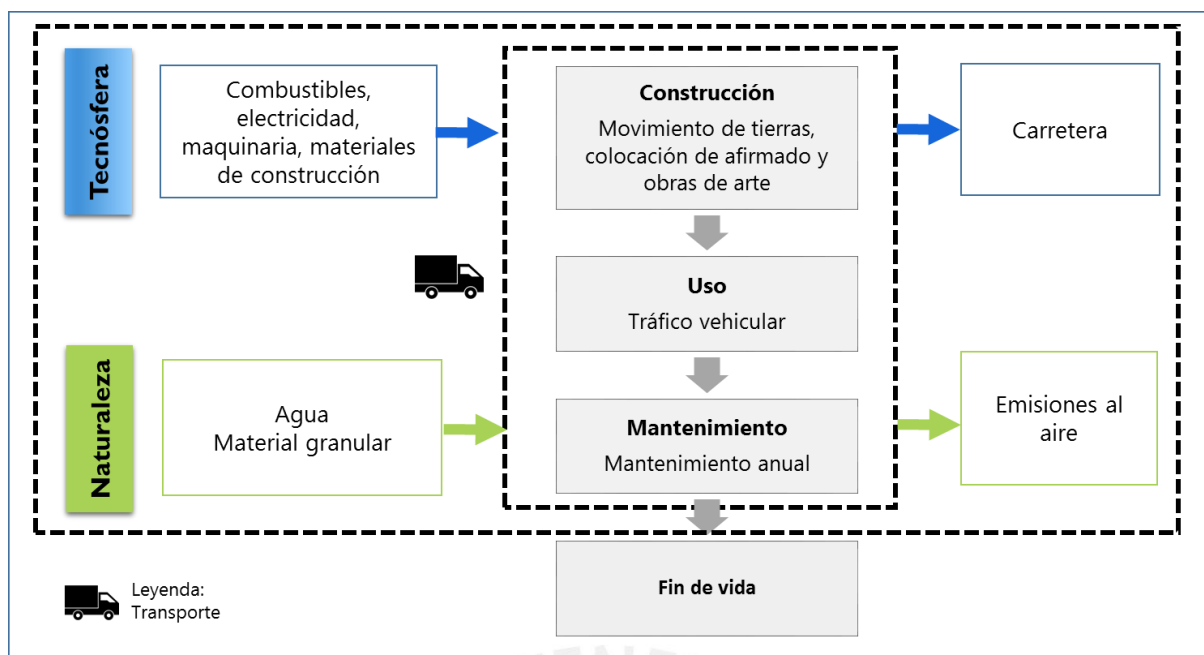 Tecnósfera
Combustibles,
electricidad,
maquinaria, materiales
de construcción
Construcción
Movimiento de tierras,
colocación de afirmado y
obras de arte
Carretera
Uso
Tráfico vehicular
Naturaleza
Agua
Material granular
Mantenimiento
Mantenimiento anual
Emisiones al
aire
Fin de vida
Leyenda:
Transporte